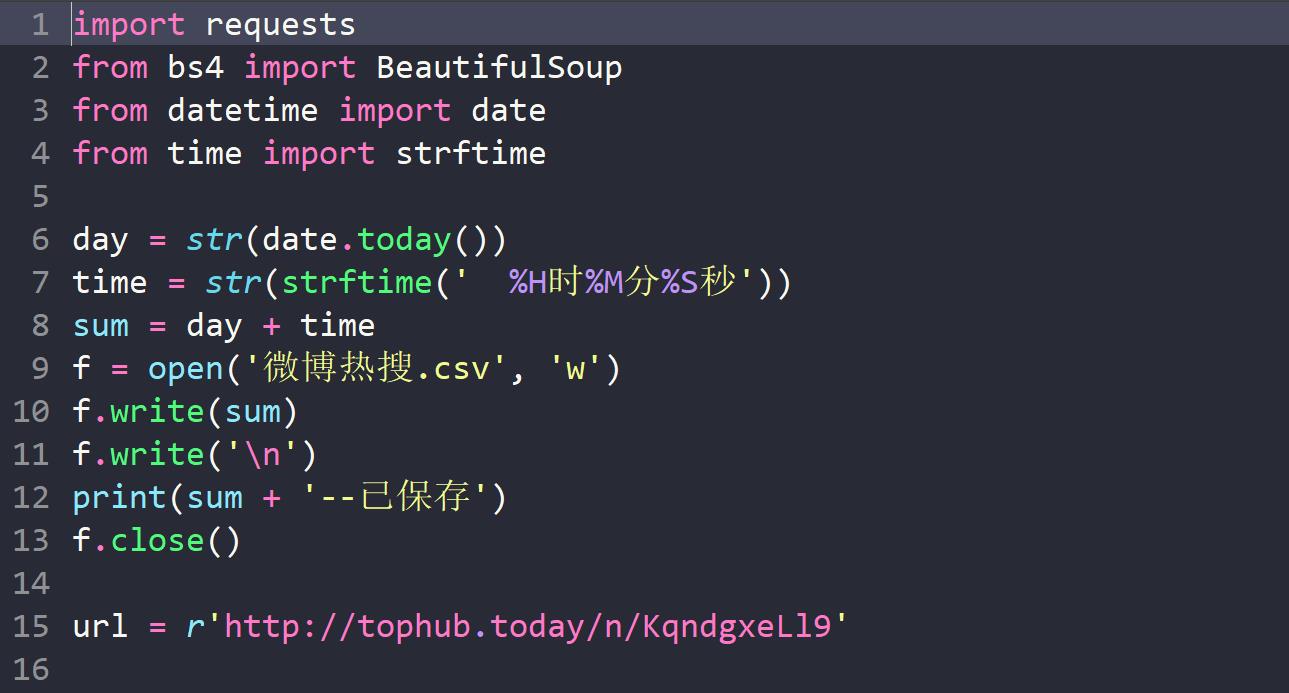 1 import requests
2 from bs4 import BeautifulSoup
3 from datetime import date
4 from time import strftime
5
6 day = str(date.today())
7 time = str(strftime('  %H时%M分%S秒'))
8 sum = day + time
9 f = open('微博热搜.csv', 'w')
10 f.write(sum)
11 f.write('\n')
12 print(sum + '--已保存')
13 f.close()
14
15 url = r'http://tophub.today/n/KqndgxeLl9'
16